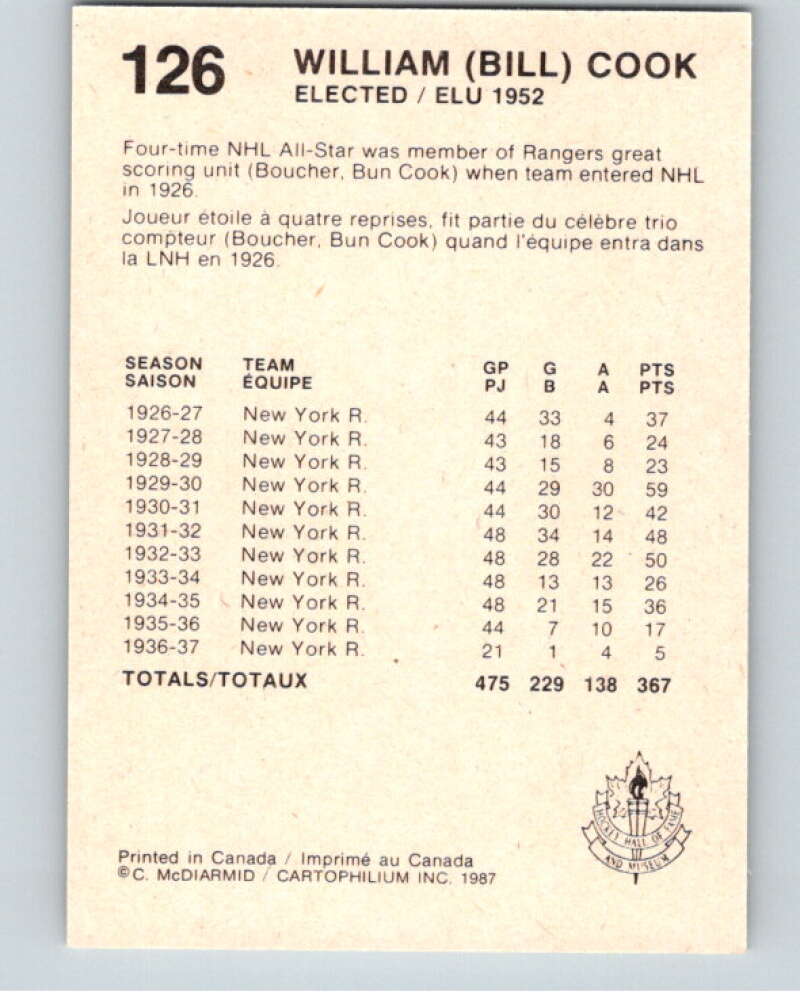 126 WILLIAM (BILL) COOK
ELECTED / ELU 1952
Four-time NHL All-Star was member of Rangers great
scoring unit (Boucher, Bun Cook) when team entered NHL
in 1926.
Joueur étoile à quatre reprises, fit partie du célèbre trio
compteur (Boucher, Bun Cook) quand l'équipe entra dans
la LNH en 1926.
SEASON TEAM GP G A PTS
SAISON ÉQUIPE PJ B A PTS
1926-27 New York R. 44 33 4 37
1927-28 New York R. 43 18 6 24
1928-29 New York R. 43 15 8 23
1929-30 New York R. 44 29 30 59
1930-31 New York R. 44 30 12 42
1931-32 New York R. 48 34 14 48
1932-33 New York R. 48 28 22 50
1933-34 New York R. 48 13 13 26
1934-35 New York R. 48 21 15 36
1935-36 New York R. 44 7 10 17
1936-37 New York R. 21 1 4 5
TOTALS/TOTAUX 475 229 138 367
HOCKEY HALL OF FAME
AND MUSEUM
Printed in Canada / Imprimé au Canada
©C. McDIARMID / CARTOPHILIUM INC. 1987